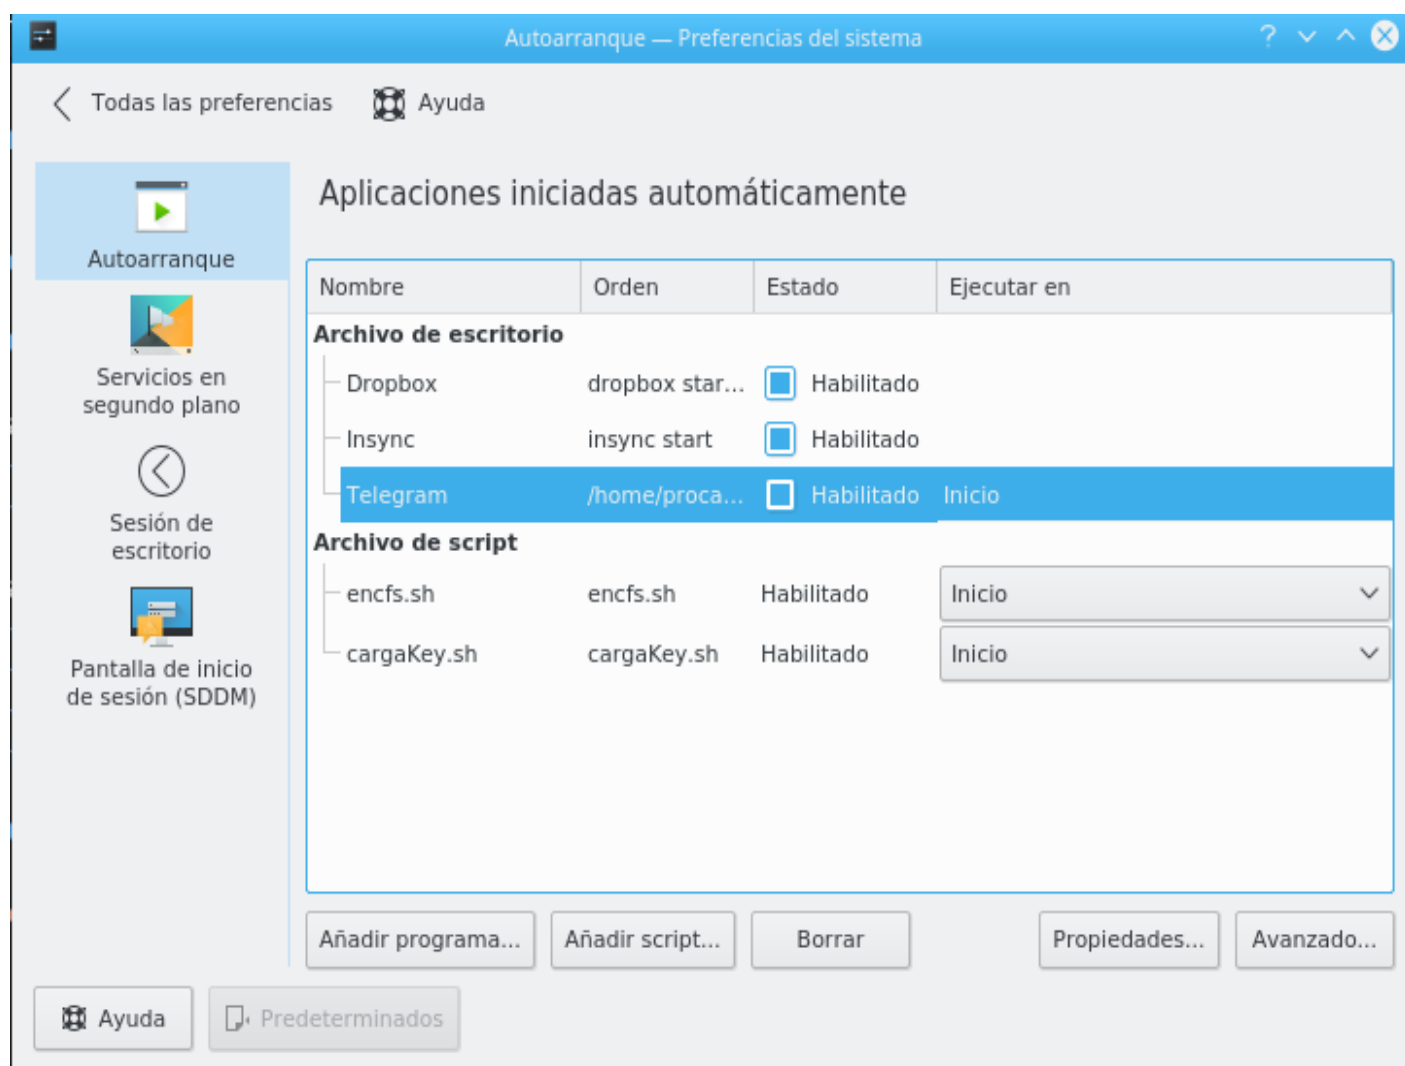 Autoarranque — Preferencias del sistema
Todas las preferencias Ayuda
Autoarranque
Servicios en
segundo plano
Sesión de
escritorio
Pantalla de inicio
de sesión (SDDM)
Aplicaciones iniciadas automáticamente
Nombre Orden Estado Ejecutar en
Archivo de escritorio
Dropbox dropbox star... Habilitado
Insync insync start Habilitado
Telegram /home/proca... Habilitado Inicio
Archivo de script
encfs.sh encfs.sh Habilitado Inicio
cargaKey.sh cargaKey.sh Habilitado Inicio
Añadir programa... Añadir script... Borrar Propiedades... Avanzado...
Ayuda Predeterminados